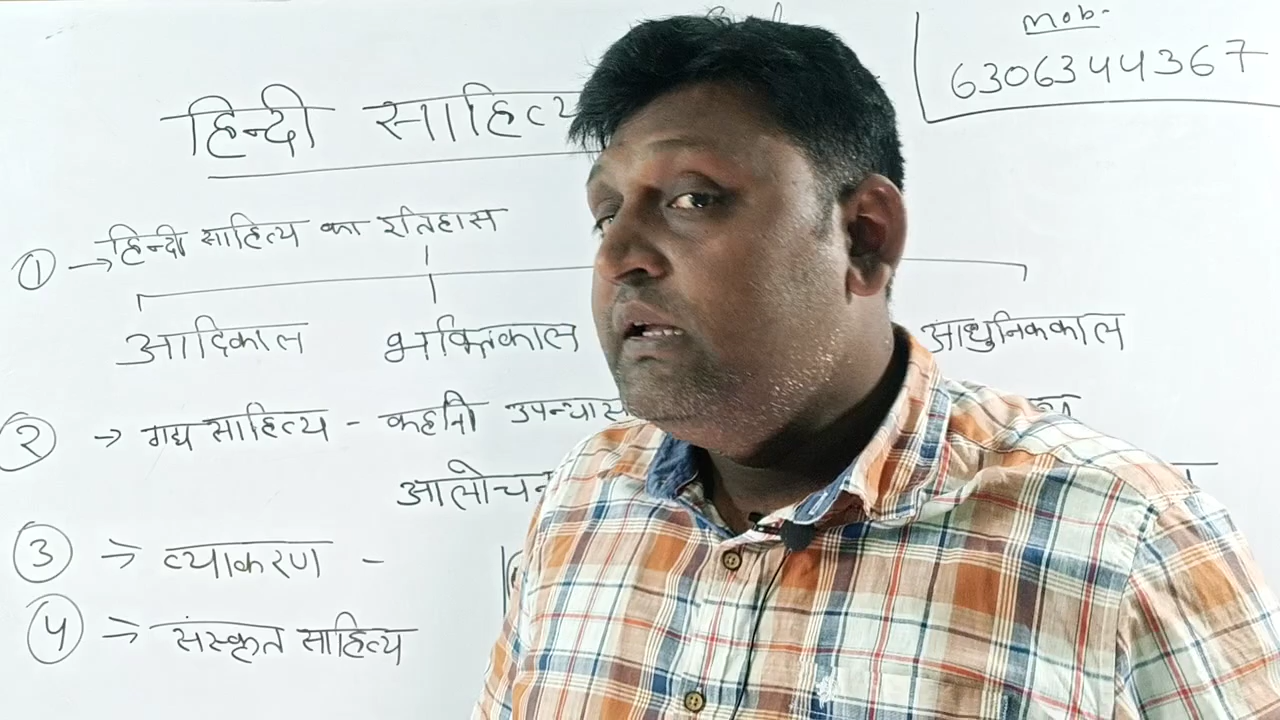 mob-
6306344367
हिन्दी साहित्य
① → हिन्दी साहित्य का इतिहास
आदिकाल भक्तिकाल आधुनिककाल
② → गद्य साहित्य - कहानी उपन्यास
आलोचन
③ → व्याकरण -
④ → संस्कृत साहित्य